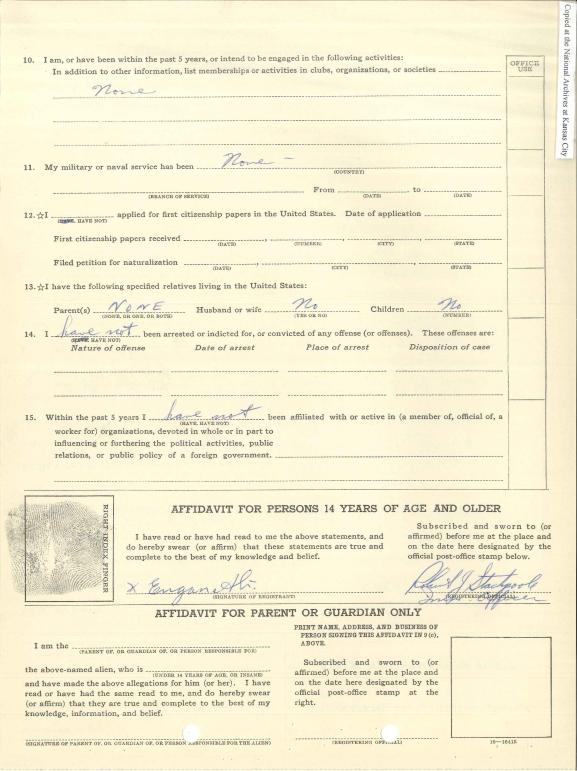 Copied at the National Archives at Kansas City
OFFICE USE
10. I am, or have been within the past 5 years, or intend to be engaged in the following activities:
In addition to other information, list memberships or activities in clubs, organizations, or societies
None
11. My military or naval service has been None -
(COUNTRY)
From to
(BRANCH OF SERVICE) (DATE) (DATE)
12.☆I applied for first citizenship papers in the United States. Date of application
(HAVE, HAVE NOT)
First citizenship papers received , , ,
(DATE) (NUMBER) (CITY) (STATE)
Filed petition for naturalization , ,
(DATE) (CITY) (STATE)
13.☆I have the following specified relatives living in the United States:
Parent(s) NONE Husband or wife No Children No
(NONE, OR ONE, OR BOTH) (YES OR NO) (NUMBER)
14. I have not been arrested or indicted for, or convicted of any offense (or offenses). These offenses are:
(HAVE, HAVE NOT)
Nature of offense Date of arrest Place of arrest Disposition of case
15. Within the past 5 years I have not been affiliated with or active in (a member of, official of, a
(HAVE, HAVE NOT)
worker for) organizations, devoted in whole or in part to
influencing or furthering the political activities, public
relations, or public policy of a foreign government.
RIGHT INDEX FINGER
AFFIDAVIT FOR PERSONS 14 YEARS OF AGE AND OLDER
I have read or have had read to me the above statements, and
do hereby swear (or affirm) that these statements are true and
complete to the best of my knowledge and belief.
X
(SIGNATURE OF REGISTRANT)
Subscribed and sworn to (or
affirmed) before me at the place and
on the date here designated by the
official post-office stamp below.
(REGISTERING OFFICIAL)
Officer
AFFIDAVIT FOR PARENT OR GUARDIAN ONLY
I am the
(PARENT OF, OR GUARDIAN OF, OR PERSON RESPONSIBLE FOR)
the above-named alien, who is
(UNDER 14 YEARS OF AGE, OR INSANE)
and have made the above allegations for him (or her). I have
read or have had the same read to me, and do hereby swear
(or affirm) that they are true and complete to the best of my
knowledge, information, and belief.
(SIGNATURE OF PARENT OF, OR GUARDIAN OF, OR PERSON RESPONSIBLE FOR THE ALIEN)
PRINT NAME, ADDRESS, AND BUSINESS OF
PERSON SIGNING THIS AFFIDAVIT IN 9 (c),
ABOVE.
Subscribed and sworn to (or
affirmed) before me at the place and
on the date here designated by the
official post-office stamp at the
right.
(REGISTERING OFFICIAL)
16—16415